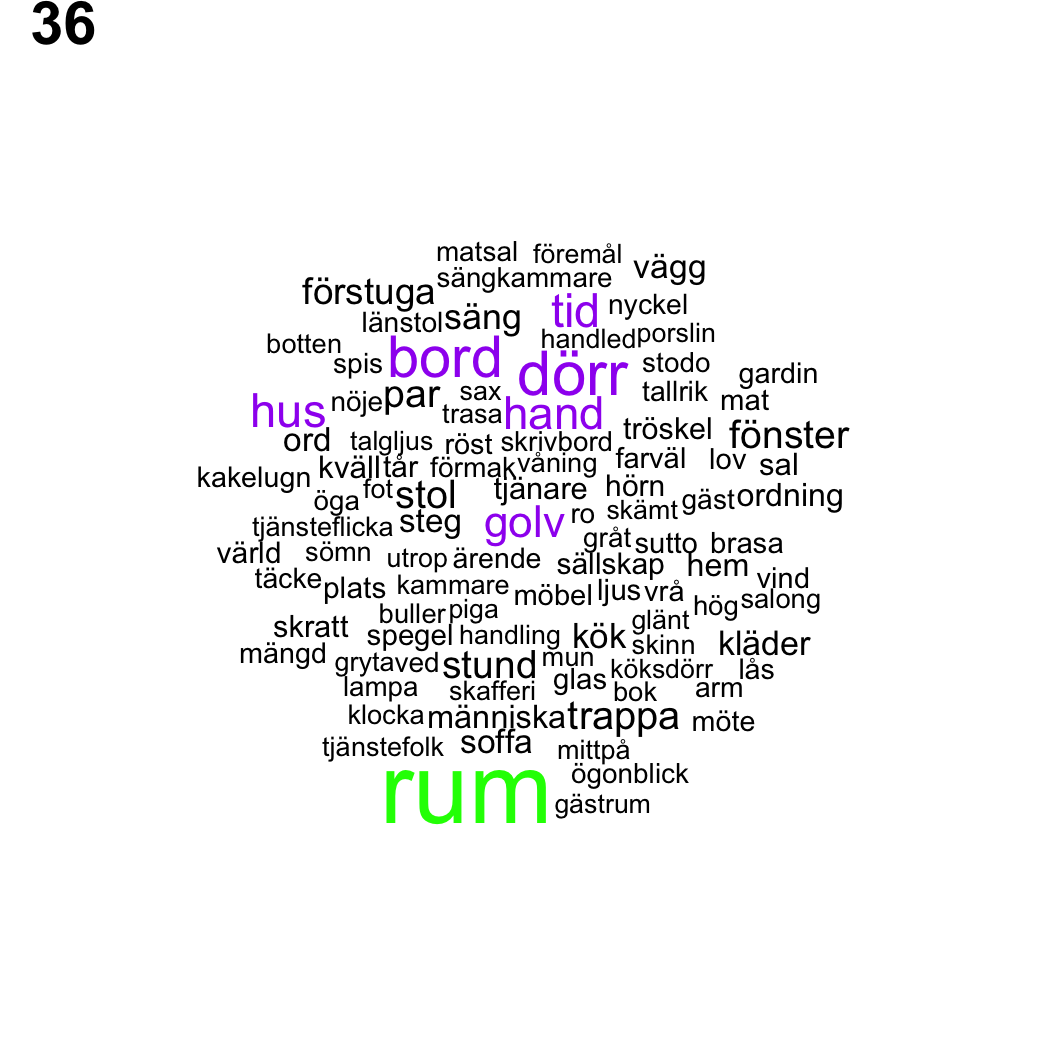 36
matsal föremål
sängkammare vägg
förstuga tid nyckel
länstol säng
botten handled porslin
spis bord dörr stodo gardin
hus nöje par sax tallrik mat
trasa hand
ord talgljus röst skrivbord tröskel fönster
kakelugn kväll tår förmak våning farväl lov sal
öga fot stol tjänare hörn gäst ordning
tjänsteflicka steg golv ro skämt
värld sömn utrop ärende gråt sutto brasa
täcke plats kammare sällskap hem vind
buller piga möbel ljus vrå hög salong
skratt spegel handling kök glänt skinn kläder
mängd grytaved stund mun köksdörr lås
lampa skafferi glas bok arm
klocka människa trappa möte
tjänstefolk soffa mittpå
rum ögonblick
gästrum